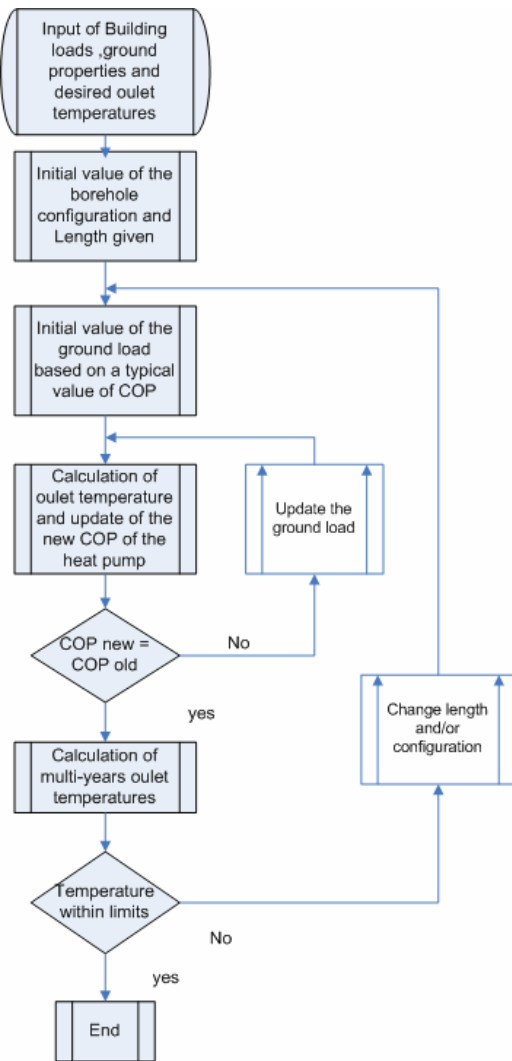 Input of Building
loads ,ground
properties and
desired oulet
temperatures
Initial value of the
borehole
configuration and
Length given
Initial value of the
ground load
based on a typical
value of COP
Calculation of
oulet temperature
and update of the
new COP of the
heat pump
Update the
ground load
COP new =
COP old
No
yes
Change length
and/or
configuration
Calculation of
multi-years oulet
temperatures
Temperature
within limits
No
yes
End